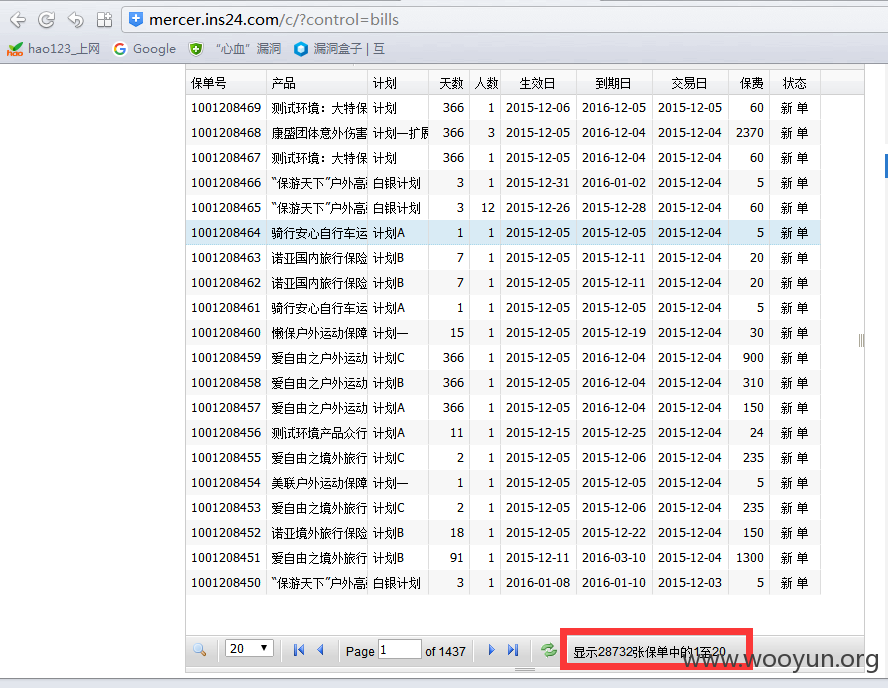 mercer.ins24.com/c/?control=bills
hao123_上网 Google “心血”漏洞 漏洞盒子 | 互
保单号 产品 计划 天数 人数 生效日 到期日 交易日 保费 状态
1001208469 测试环境：大特保 计划 366 1 2015-12-06 2016-12-05 2015-12-05 60 新单
1001208468 康盛团体意外伤害 计划一扩展 366 3 2015-12-05 2016-12-04 2015-12-04 2370 新单
1001208467 测试环境：大特保 计划 366 1 2015-12-05 2016-12-04 2015-12-04 60 新单
1001208466 “保游天下”户外高 白银计划 3 1 2015-12-31 2016-01-02 2015-12-04 5 新单
1001208465 “保游天下”户外高 白银计划 3 12 2015-12-26 2015-12-28 2015-12-04 60 新单
1001208464 骑行安心自行车运 计划A 1 1 2015-12-05 2015-12-05 2015-12-04 5 新单
1001208463 诺亚国内旅行保险 计划B 7 1 2015-12-05 2015-12-11 2015-12-04 20 新单
1001208462 诺亚国内旅行保险 计划B 7 1 2015-12-05 2015-12-11 2015-12-04 20 新单
1001208461 骑行安心自行车运 计划A 1 1 2015-12-05 2015-12-05 2015-12-04 5 新单
1001208460 懒保户外运动保障 计划一 15 1 2015-12-05 2015-12-19 2015-12-04 30 新单
1001208459 爱自由之户外运动 计划C 366 1 2015-12-05 2016-12-04 2015-12-04 900 新单
1001208458 爱自由之户外运动 计划B 366 1 2015-12-05 2016-12-04 2015-12-04 310 新单
1001208457 爱自由之户外运动 计划A 366 1 2015-12-05 2016-12-04 2015-12-04 150 新单
1001208456 测试环境产品众行 计划A 11 1 2015-12-15 2015-12-25 2015-12-04 24 新单
1001208455 爱自由之境外旅行 计划C 2 1 2015-12-05 2015-12-06 2015-12-04 235 新单
1001208454 美联户外运动保障 计划一 1 1 2015-12-05 2015-12-05 2015-12-04 5 新单
1001208453 爱自由之境外旅行 计划C 2 1 2015-12-05 2015-12-06 2015-12-04 235 新单
1001208452 诺亚境外旅行保险 计划B 18 1 2015-12-05 2015-12-22 2015-12-04 150 新单
1001208451 爱自由之境外旅行 计划B 91 1 2015-12-11 2016-03-10 2015-12-04 1300 新单
1001208450 “保游天下”户外高 白银计划 3 1 2016-01-08 2016-01-10 2015-12-03 5 新单
20 Page 1 of 1437 显示28732张保单中的1至20
www.wooyun.org